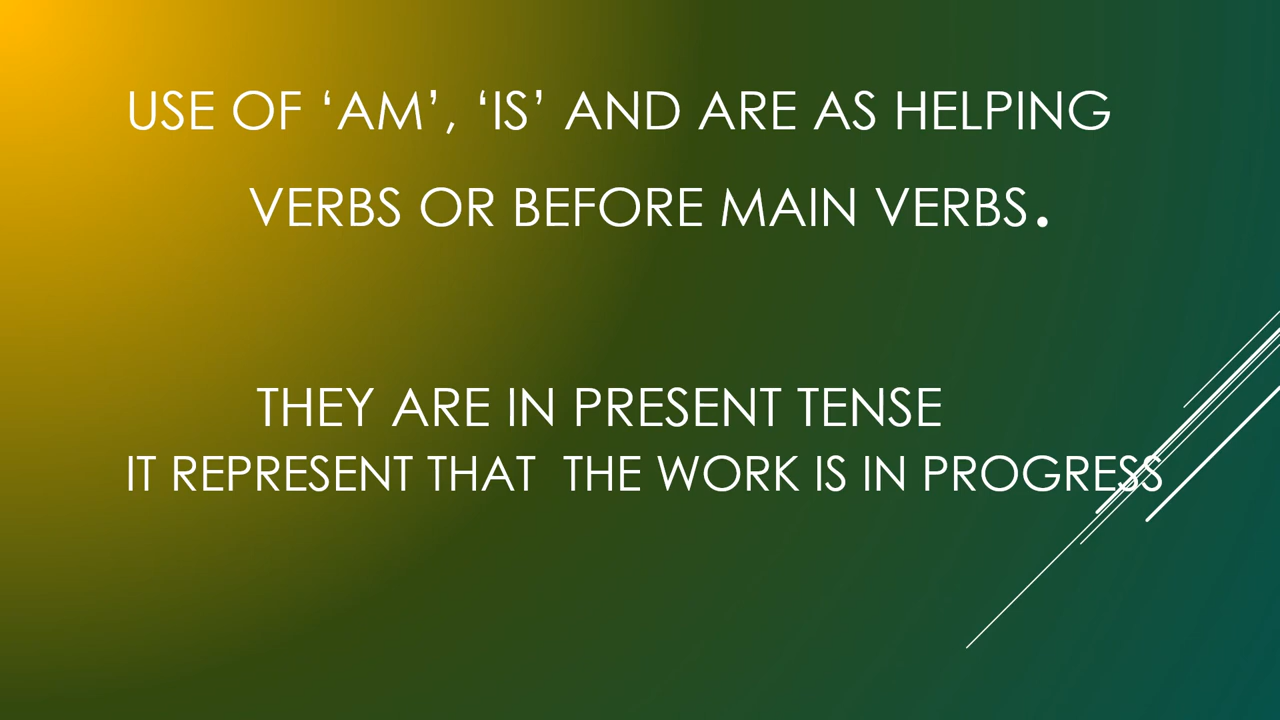 USE OF ‘AM’, ‘IS’ AND ARE AS HELPING
VERBS OR BEFORE MAIN VERBS.
THEY ARE IN PRESENT TENSE
IT REPRESENT THAT  THE WORK IS IN PROGRESS